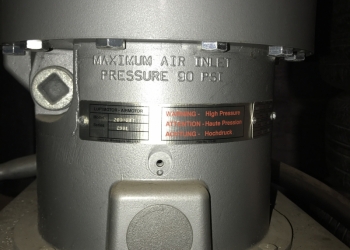 MAXIMUM AIR INLET
PRESSURE 90 PSI
WARNING - High Pressure
ATTENTION - Haute Pression
ACHTUNG - Hochdruck